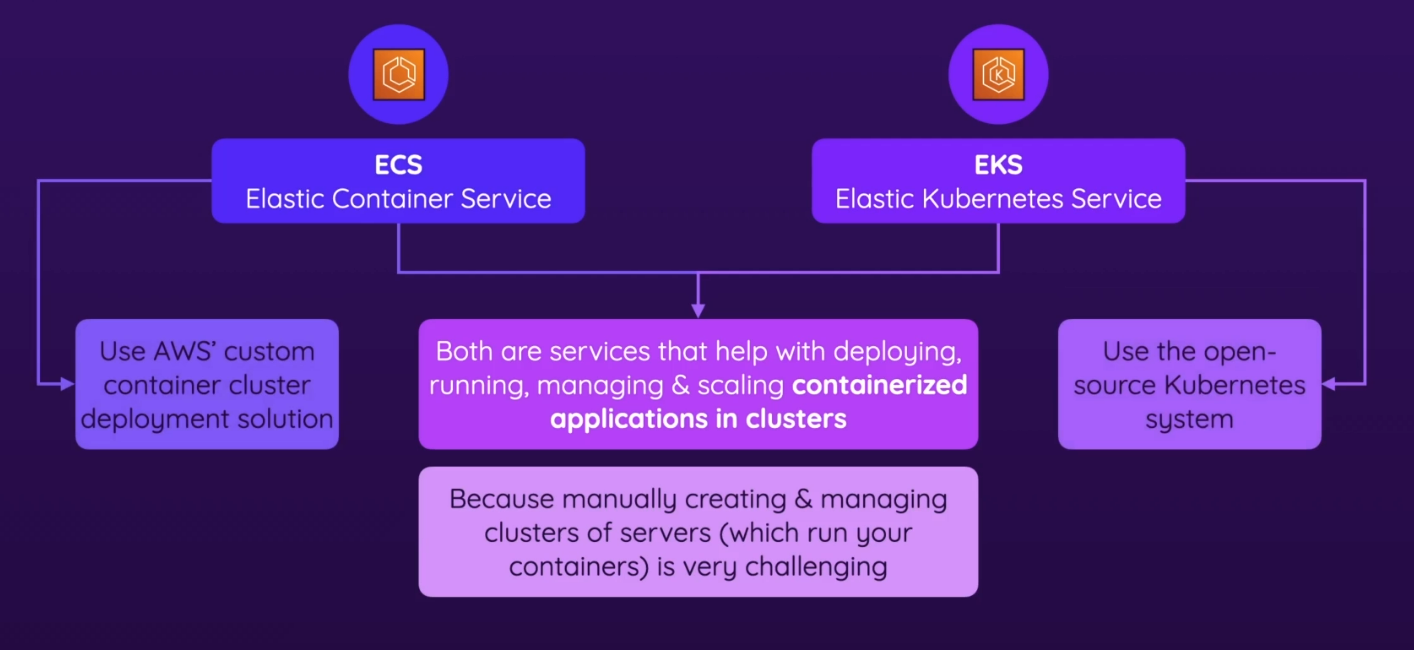 K
ECS
Elastic Container Service
EKS
Elastic Kubernetes Service
Use AWS’ custom
container cluster
deployment solution
Both are services that help with deploying,
running, managing & scaling containerized
applications in clusters
Use the open-
source Kubernetes
system
Because manually creating & managing
clusters of servers (which run your
containers) is very challenging